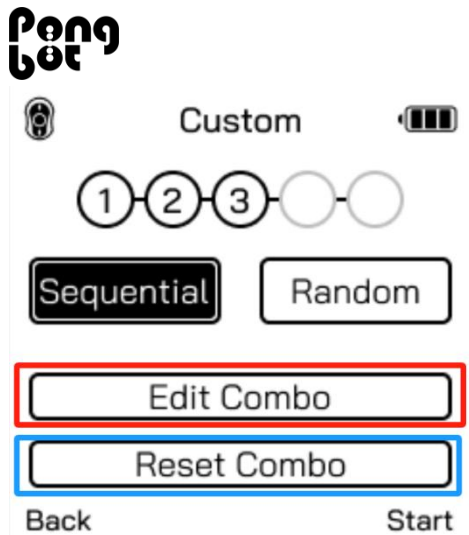 Pong
bot
Custom
1 2 3
Sequential Random
Edit Combo
Reset Combo
Back Start